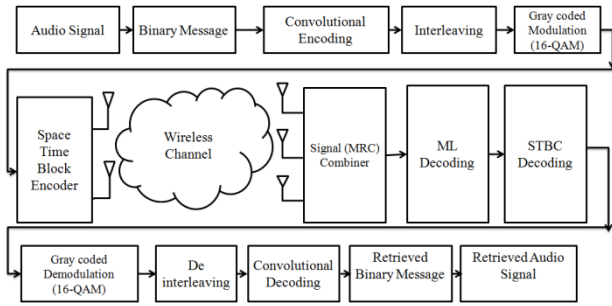 Audio Signal
Binary Message
Convolutional
Encoding
Interleaving
Gray coded
Modulation
(16-QAM)
Space
Time
Block
Encoder
Wireless
Channel
Signal (MRC)
Combiner
ML
Decoding
STBC
Decoding
Gray coded
Demodulation
(16-QAM)
De
interleaving
Convolutional
Decoding
Retrieved
Binary Message
Retrieved Audio
Signal